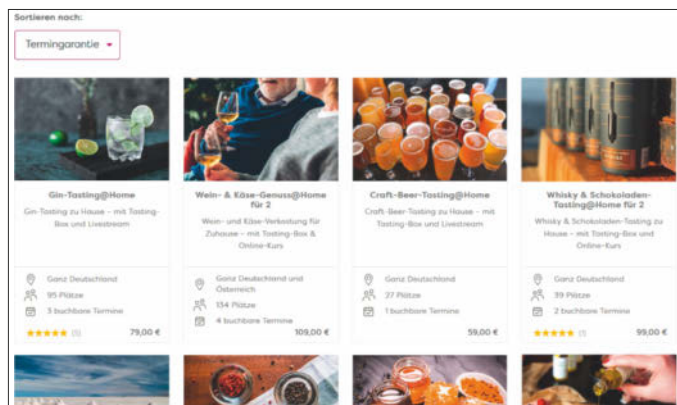 Sortieren nach:
Termingarantie
Gin-Tasting@Home
Gin-Tasting zu Hause – mit Tasting-
Box und Livestream
Ganz Deutschland
95 Plätze
3 buchbare Termine
79,00 €
Wein- & Käse-Genuss@Home
für 2
Wein- und Käse-Verkostung für
Zuhause – mit Tasting-Box &
Online-Kurs
Ganz Deutschland und
Österreich
134 Plätze
4 buchbare Termine
109,00 €
Craft-Beer-Tasting@Home
Craft-Beer-Tasting zu Hause – mit
Tasting-Box und Livestream
Ganz Deutschland
27 Plätze
1 buchbare Termine
59,00 €
Whisky & Schokoladen-
Tasting@Home für 2
Whisky & Schokoladen-Tasting zu
Hause – mit Tasting-Box und
Online-Kurs
Ganz Deutschland
39 Plätze
2 buchbare Termine
99,00 €